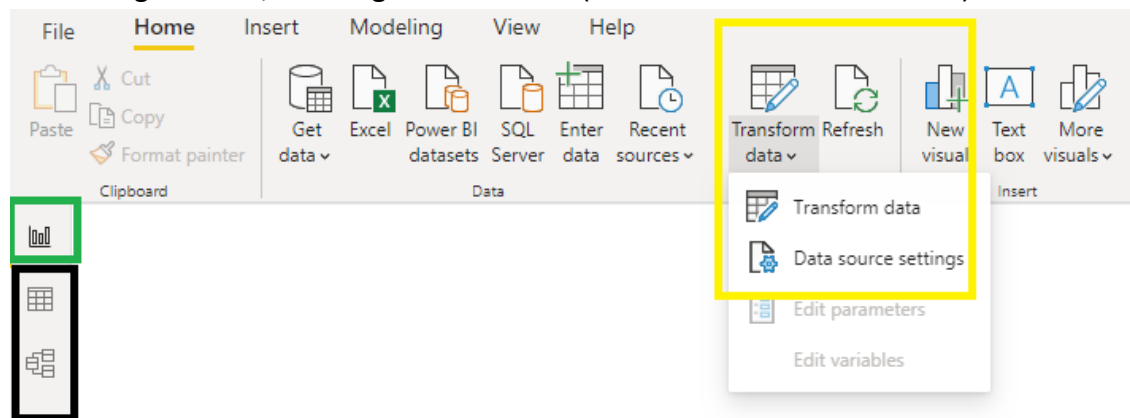 File Home Insert Modeling View Help
Paste
Cut
Copy
Format painter
Clipboard
Get data
Excel
Power BI datasets
SQL Server
Enter data
Recent sources
Data
Transform data
Refresh
New visual
A
Text box
More visuals
Insert
Transform data
Data source settings
Edit parameters
Edit variables